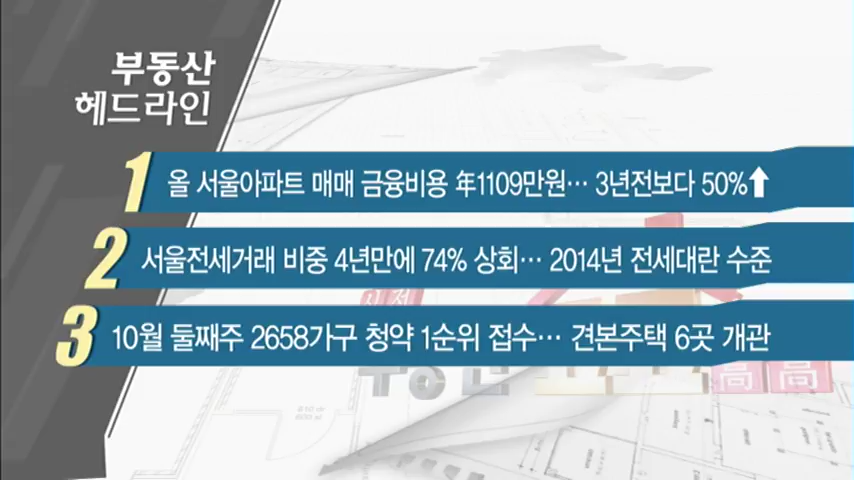 부동산
헤드라인
1 올 서울아파트 매매 금융비용 年1109만원… 3년전보다 50%↑
2 서울전세거래 비중 4년만에 74% 상회… 2014년 전세대란 수준
3 10월 둘째주 2658가구 청약 1순위 접수… 견본주택 6곳 개관
高 高